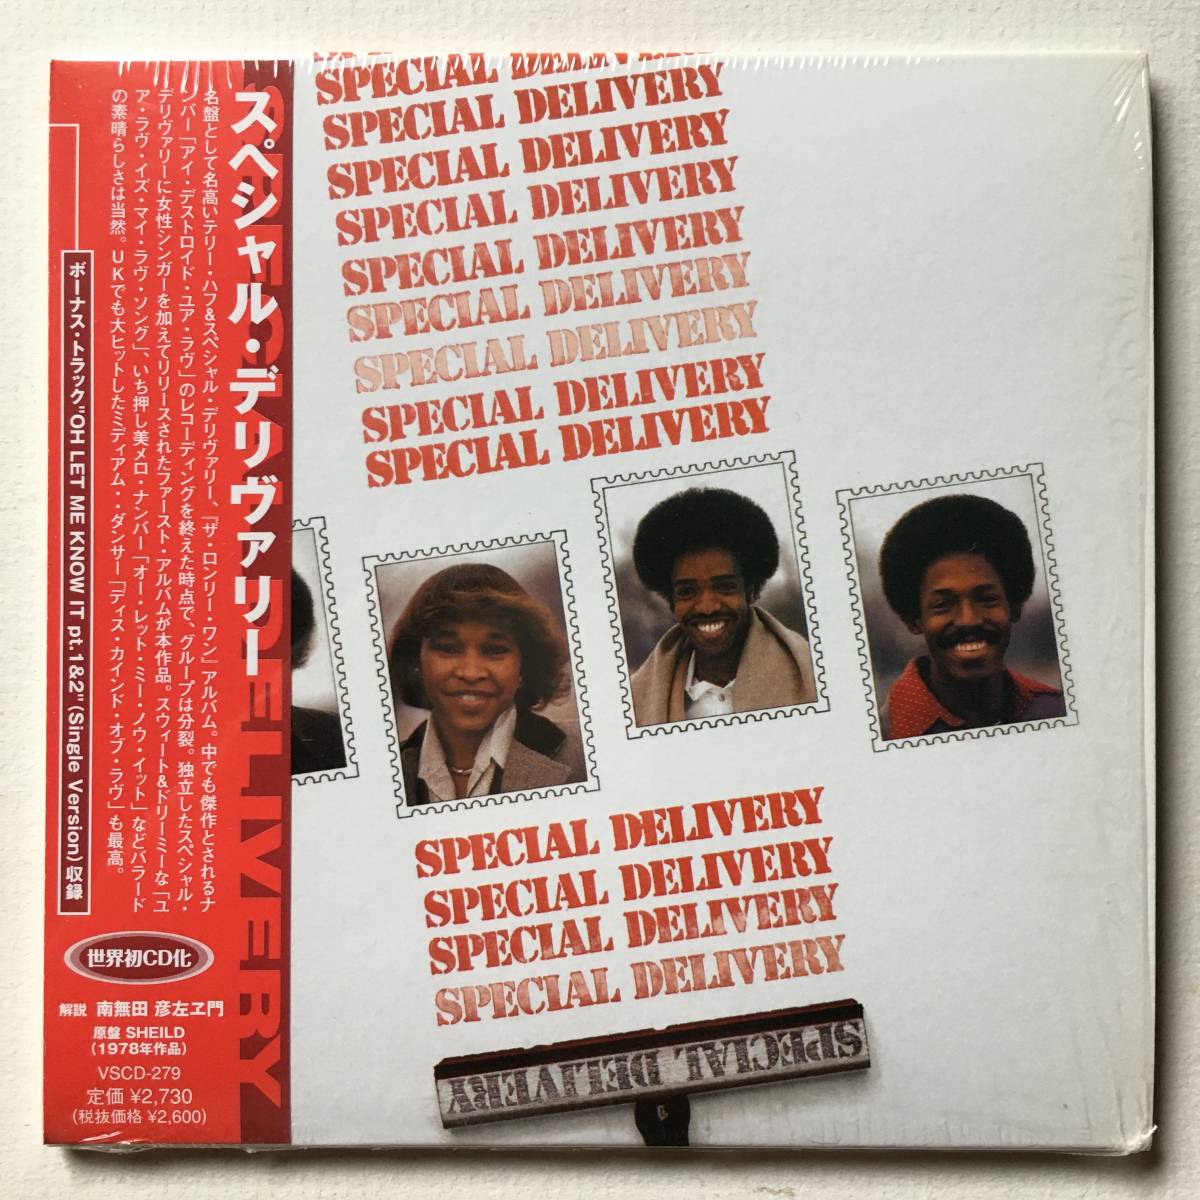 スペシャル・デリヴァリー
SPECIAL DELIVERY
名盤として名高いテリー・ハフ&スペシャル・デリヴァリー、『ザ・ロンリー・ワン』アルバム。中でも傑作とされるナ
ンバー「アイ・デストロイド・ユア・ラヴ」のレコーディングを終えた時点で、グループは分裂。独立したスペシャル・
デリヴァリーに女性シンガーを加えてリリースされたファースト・アルバムが本作品。スウィート&ドリーミーな「ユ
ア・ラヴ・イズ・マイ・ラヴ・ソング」、いち押し美メロ・ナンバー「オー・レット・ミー・ノウ・イット」などバラード
の素晴らしさは当然。UKでも大ヒットしたミディアム・ダンサー「ディス・カインド・オブ・ラヴ」も最高。
ボーナス・トラック"OH LET ME KNOW IT pt.1&2"(Single Version)収録
世界初CD化
解説 南無田 彦左ヱ門
原盤 SHEILD
(1978年作品)
VSCD-279
定価 ¥2,730
(税抜価格 ¥2,600)
SPECIAL DELIVERY
SPECIAL DELIVERY
SPECIAL DELIVERY
SPECIAL DELIVERY
SPECIAL DELIVERY
SPECIAL DELIVERY
SPECIAL DELIVERY
SPECIAL DELIVERY
SPECIAL DELIVERY
SPECIAL DELIVERY
SPECIAL DELIVERY
SPECIAL DELIVERY
SPECIAL DELIVERY
SPECIAL DELIVERY